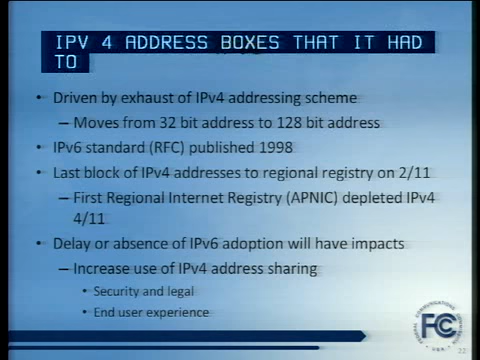 IPV 4 ADDRESS BOXES THAT IT HAD
TO
• Driven by exhaust of IPv4 addressing scheme
– Moves from 32 bit address to 128 bit address
• IPv6 standard (RFC) published 1998
• Last block of IPv4 addresses to regional registry on 2/11
– First Regional Internet Registry (APNIC) depleted IPv4
4/11
• Delay or absence of IPv6 adoption will have impacts
– Increase use of IPv4 address sharing
• Security and legal
• End user experience
FCC
22